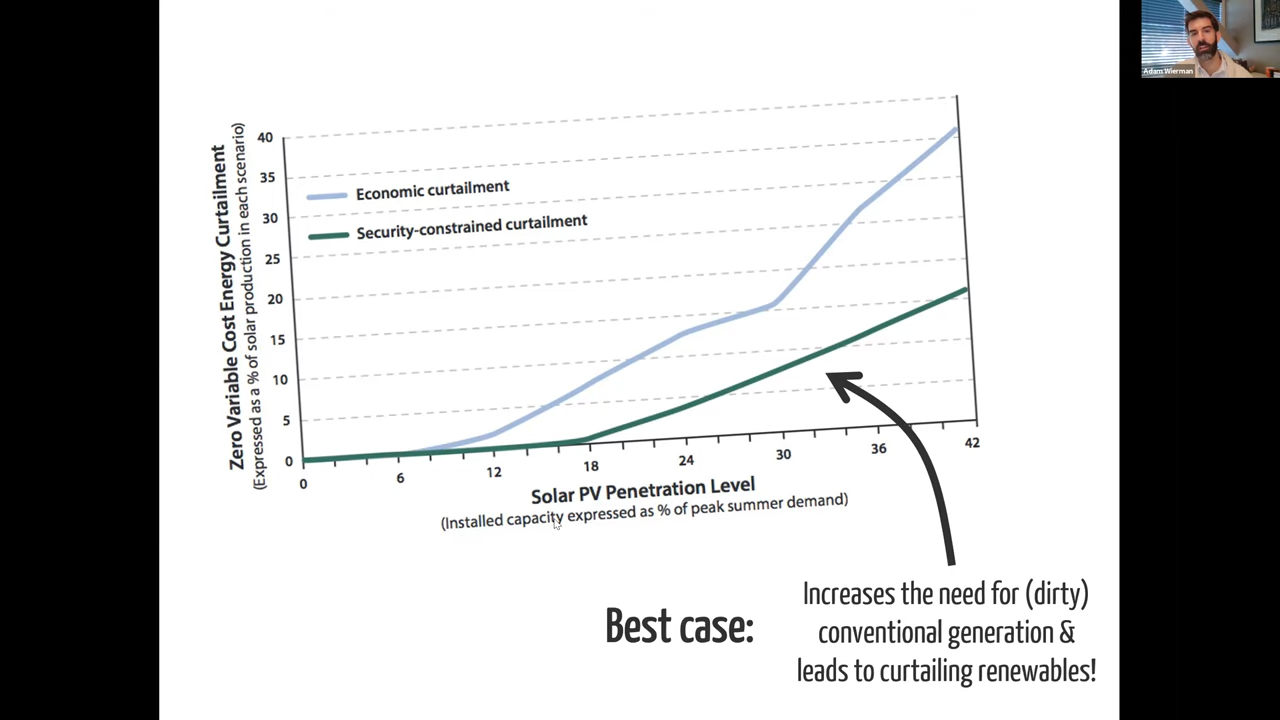 Adam Wierman
Zero Variable Cost Energy Curtailment
(Expressed as a % of solar production in each scenario)
40
35
30
25
20
15
10
5
0
Economic curtailment
Security-constrained curtailment
0
6
12
18
24
30
36
42
Solar PV Penetration Level
(Installed capacity expressed as % of peak summer demand)
Best case:
Increases the need for (dirty)
conventional generation &
leads to curtailing renewables!